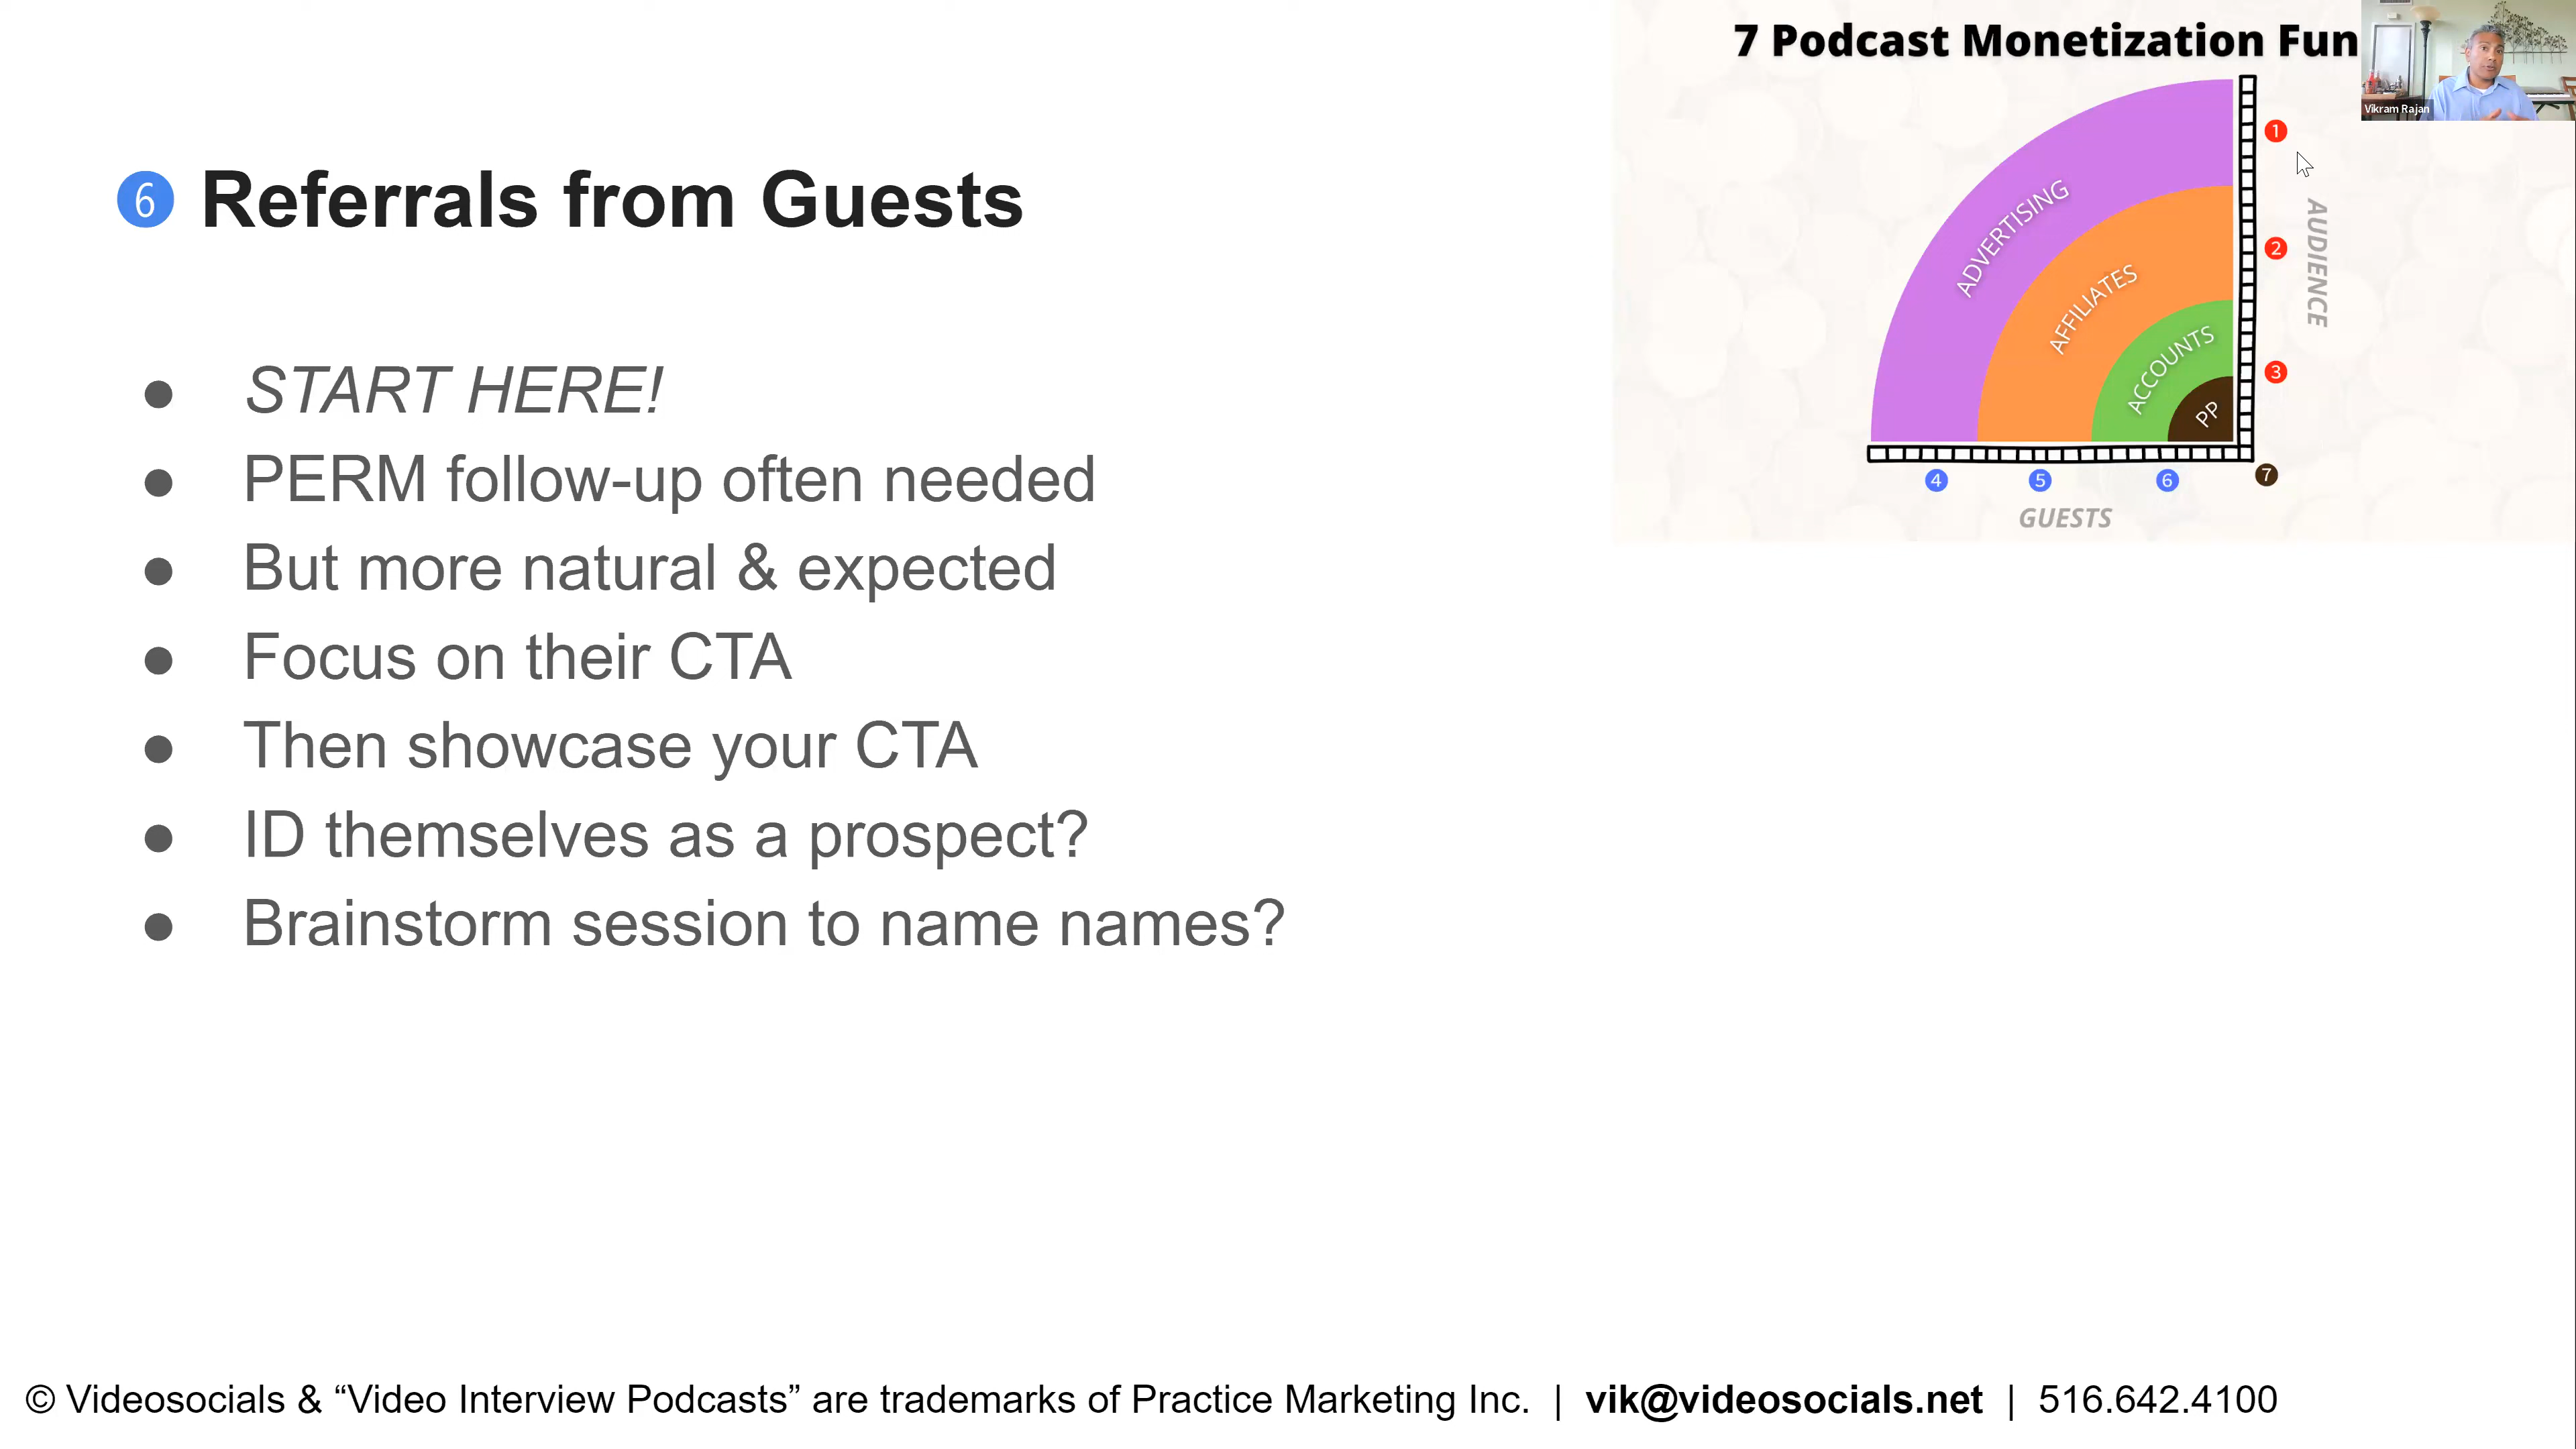 7 Podcast Monetization Fun
Vikram Rajan
❻ Referrals from Guests
● START HERE!
● PERM follow-up often needed
● But more natural & expected
● Focus on their CTA
● Then showcase your CTA
● ID themselves as a prospect?
● Brainstorm session to name names?
ADVERTISING
AFFILIATES
ACCOUNTS
PP
1
2
3
AUDIENCE
4
5
6
7
GUESTS
© Videosocials & “Video Interview Podcasts” are trademarks of Practice Marketing Inc. | vik@videosocials.net | 516.642.4100